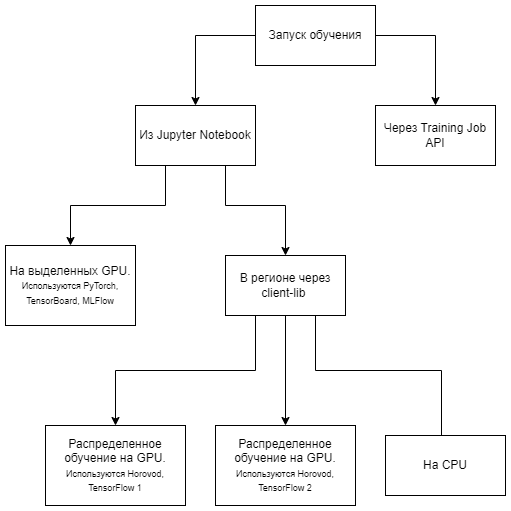 Запуск обучения
Из Jupyter Notebook
Через Training Job
API
На выделенных GPU.
Используются PyTorch,
TensorBoard, MLFlow
В регионе через
client-lib
Распределенное
обучение на GPU.
Используются Horovod,
TensorFlow 1
Распределенное
обучение на GPU.
Используются Horovod,
TensorFlow 2
На CPU